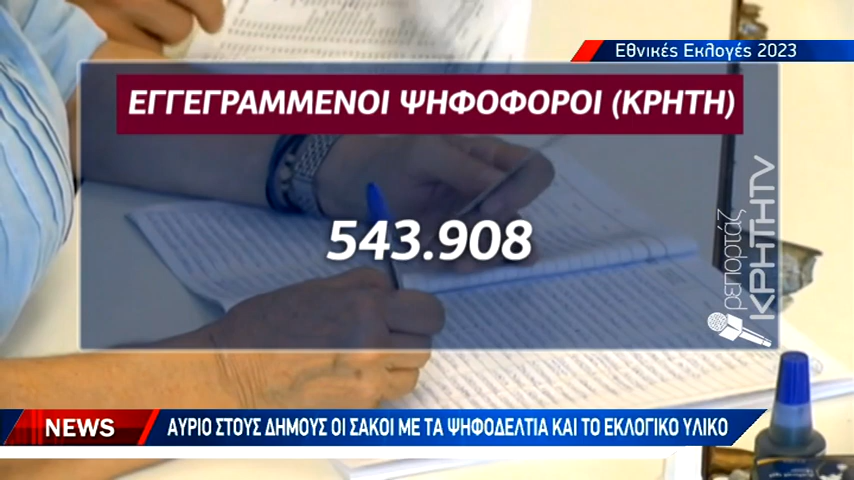 Εθνικές Εκλογές 2023
ΕΓΓΕΓΡΑΜΜΕΝΟΙ ΨΗΦΟΦΟΡΟΙ (ΚΡΗΤΗ)
543.908
ρεπορτάζ
ΚΡΗΤΗTV
NEWS
ΑΥΡΙΟ ΣΤΟΥΣ ΔΗΜΟΥΣ ΟΙ ΣΑΚΟΙ ΜΕ ΤΑ ΨΗΦΟΔΕΛΤΙΑ ΚΑΙ ΤΟ ΕΚΛΟΓΙΚΟ ΥΛΙΚΟ